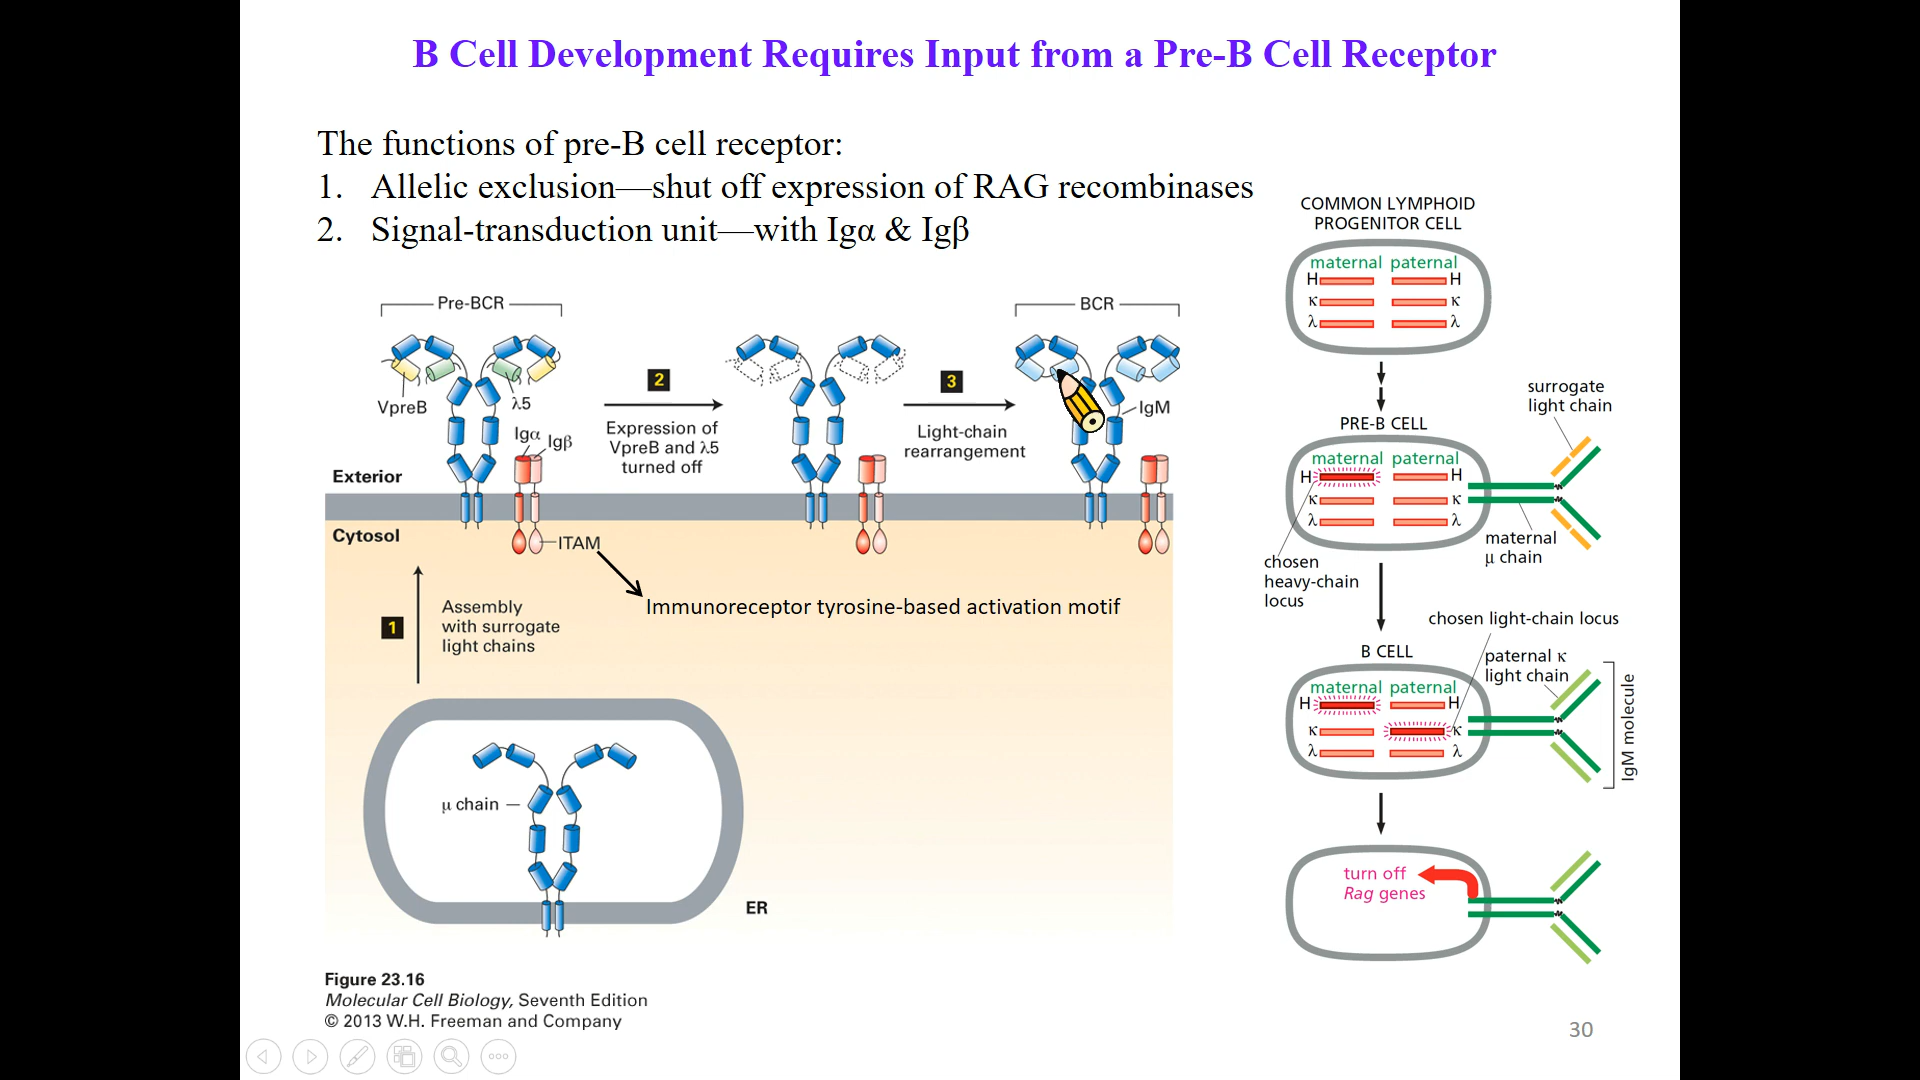 B Cell Development Requires Input from a Pre-B Cell Receptor
The functions of pre-B cell receptor:
1. Allelic exclusion—shut off expression of RAG recombinases
2. Signal-transduction unit—with Igα & Igβ
Pre-BCR
VpreB
λ5
Igα
Igβ
2
Expression of
VpreB and λ5
turned off
3
Light-chain
rearrangement
BCR
IgM
Exterior
Cytosol
ITAM
Immunoreceptor tyrosine-based activation motif
1
Assembly
with surrogate
light chains
μ chain
ER
Figure 23.16
Molecular Cell Biology, Seventh Edition
© 2013 W.H. Freeman and Company
COMMON LYMPHOID
PROGENITOR CELL
maternal paternal
H H
κ κ
λ λ
PRE-B CELL
maternal paternal
H H
κ κ
λ λ
surrogate
light chain
maternal
μ chain
chosen
heavy-chain
locus
chosen light-chain locus
B CELL
maternal paternal
H H
κ κ
λ λ
paternal κ
light chain
IgM molecule
turn off
Rag genes
30